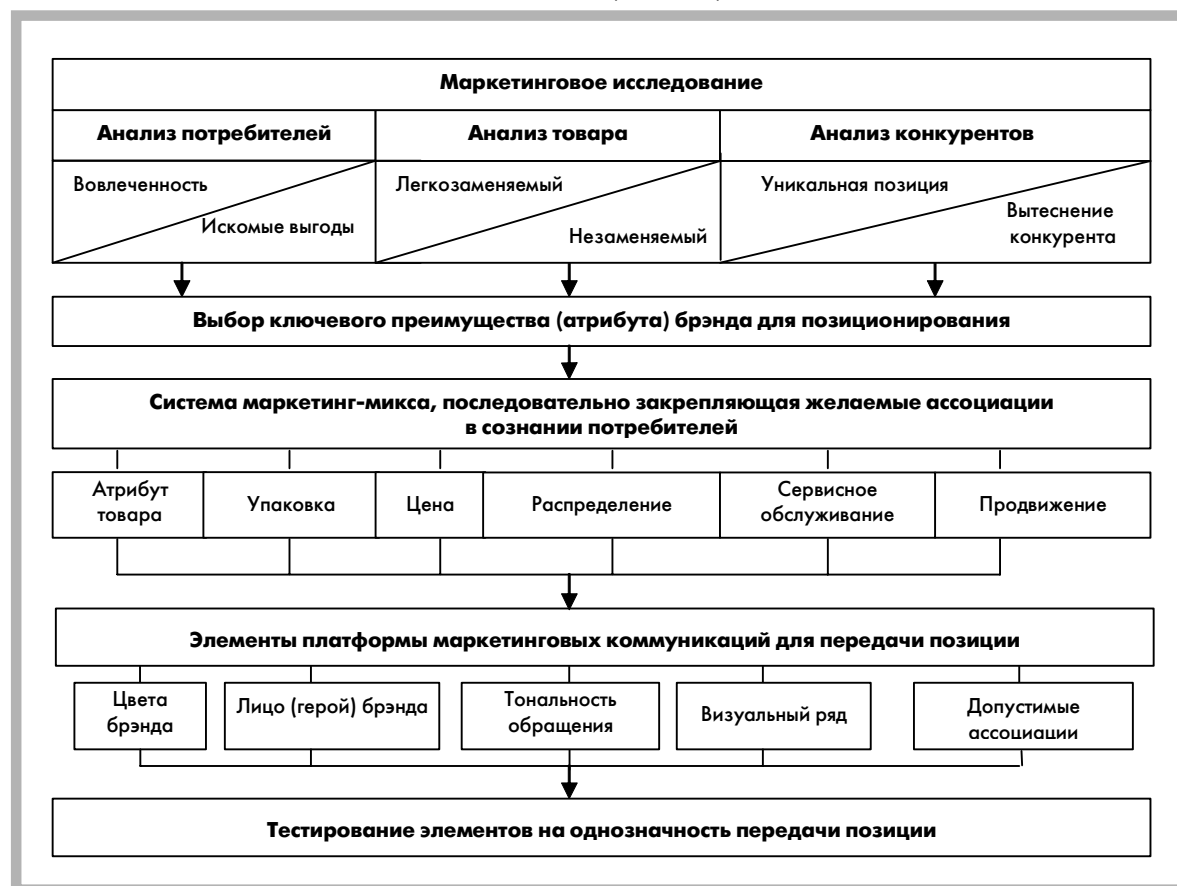 Маркетинговое исследование
Анализ потребителей
Анализ товара
Анализ конкурентов
Вовлеченность
Искомые выгоды
Легкозаменяемый
Незаменяемый
Уникальная позиция
Вытеснение
конкурента
Выбор ключевого преимущества (атрибута) брэнда для позиционирования
Система маркетинг-микса, последовательно закрепляющая желаемые ассоциации
в сознании потребителей
Атрибут
товара
Упаковка
Цена
Распределение
Сервисное
обслуживание
Продвижение
Элементы платформы маркетинговых коммуникаций для передачи позиции
Цвета
брэнда
Лицо (герой) брэнда
Тональность
обращения
Визуальный ряд
Допустимые
ассоциации
Тестирование элементов на однозначность передачи позиции